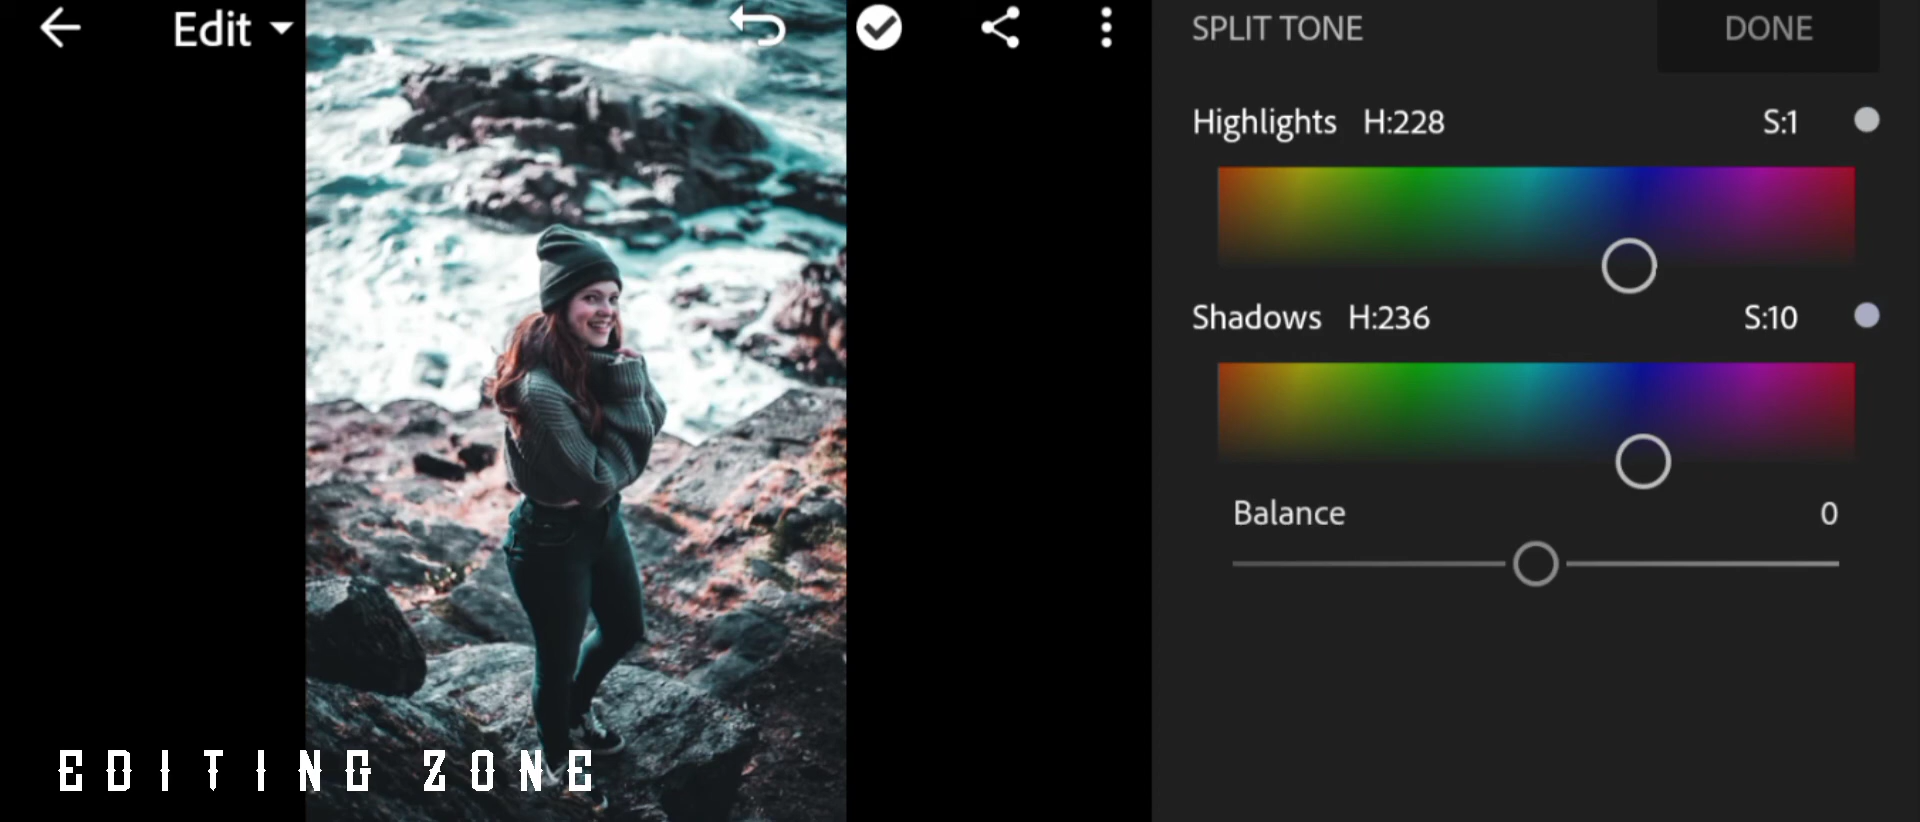 Edit
SPLIT TONE
DONE
Highlights H:228 S:1
Shadows H:236 S:10
Balance 0
EDITING ZONE